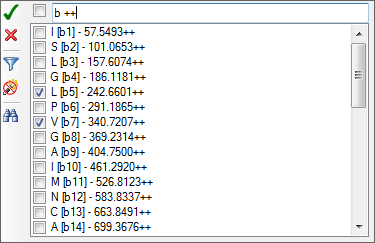 b ++
I [b1] - 57.5493++
S [b2] - 101.0653++
L [b3] - 157.6074++
G [b4] - 186.1181++
L [b5] - 242.6601++
P [b6] - 291.1865++
V [b7] - 340.7207++
G [b8] - 369.2314++
A [b9] - 404.7500++
I [b10] - 461.2920++
M [b11] - 526.8123++
N [b12] - 583.8337++
C [b13] - 663.8491++
A [b14] - 699.3676++